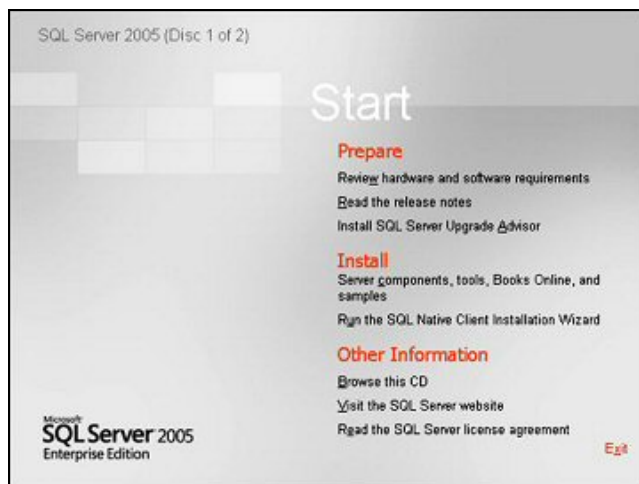 SQL Server 2005 (Disc 1 of 2)
Start
Prepare
Review hardware and software requirements
Read the release notes
Install SQL Server Upgrade Advisor
Install
Server components, tools, Books Online, and
samples
Run the SQL Native Client Installation Wizard
Other Information
Browse this CD
Visit the SQL Server website
Read the SQL Server license agreement
Exit
Microsoft
SQL Server 2005
Enterprise Edition